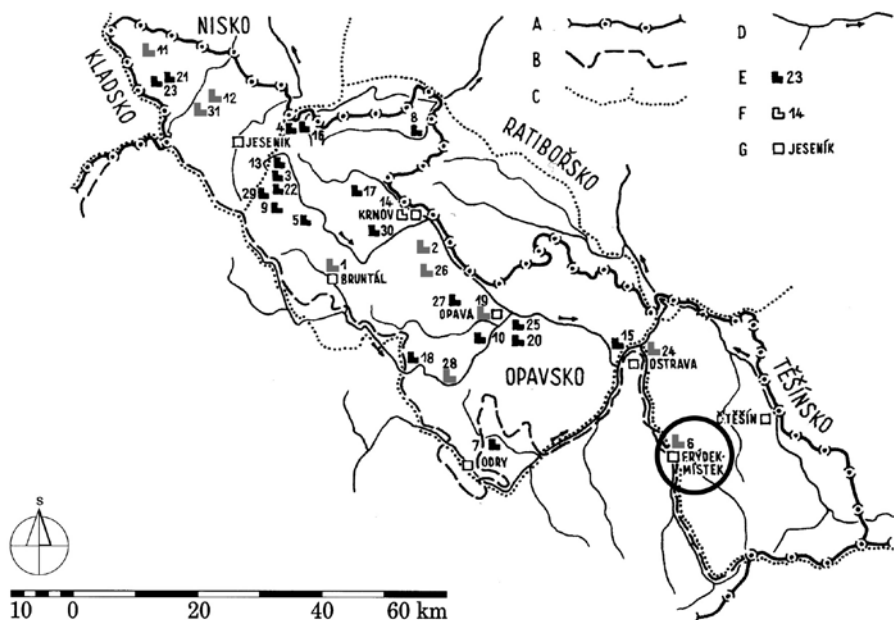 NISKO
KLADSKO
11
21
23
12
31
JESENÍK
4
16
8
13
3
22
29
9
5
17
14
KRNOV
30
2
26
1
BRUNTÁL
27
19
OPAVA
25
20
10
18
28
OPAVSKO
7
ODRY
15
24
OSTRAVA
6
FRÝDEK-
MÍSTEK
Č.TĚŠÍN
TĚŠÍNSKO
RATIBOŘSKO
A
B
C
D
E
23
F
14
G
JESENÍK
S
10 0 20 40 60 km